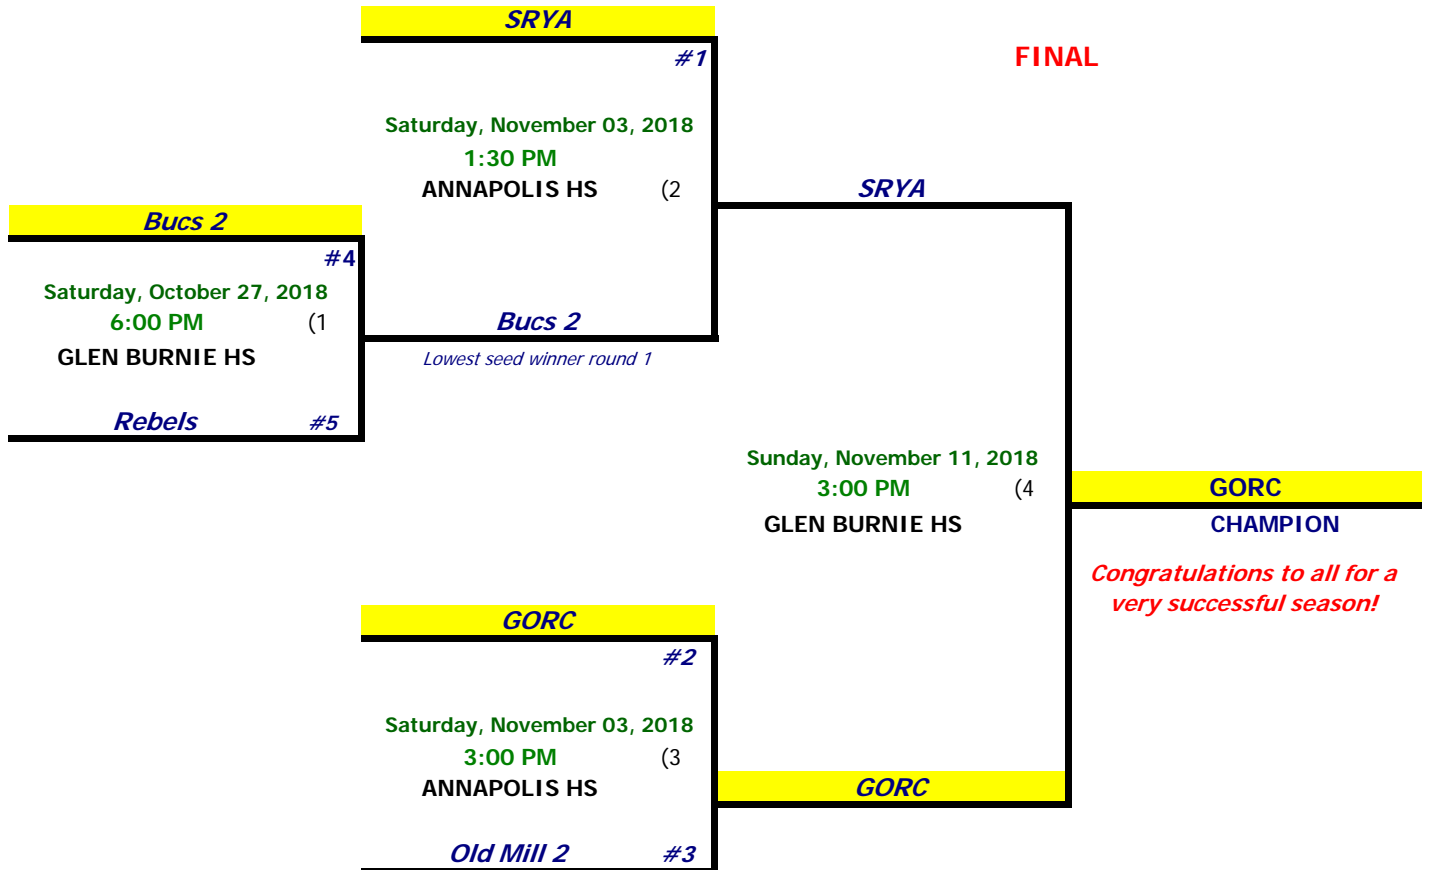 SRYA
#1
FINAL
Saturday, November 03, 2018
1:30 PM
ANNAPOLIS HS (2
SRYA
Bucs 2
#4
Saturday, October 27, 2018
6:00 PM (1
GLEN BURNIE HS
Bucs 2
Lowest seed winner round 1
Rebels #5
Sunday, November 11, 2018
3:00 PM (4
GLEN BURNIE HS
GORC
CHAMPION
Congratulations to all for a
very successful season!
GORC
#2
Saturday, November 03, 2018
3:00 PM (3
ANNAPOLIS HS
GORC
Old Mill 2 #3